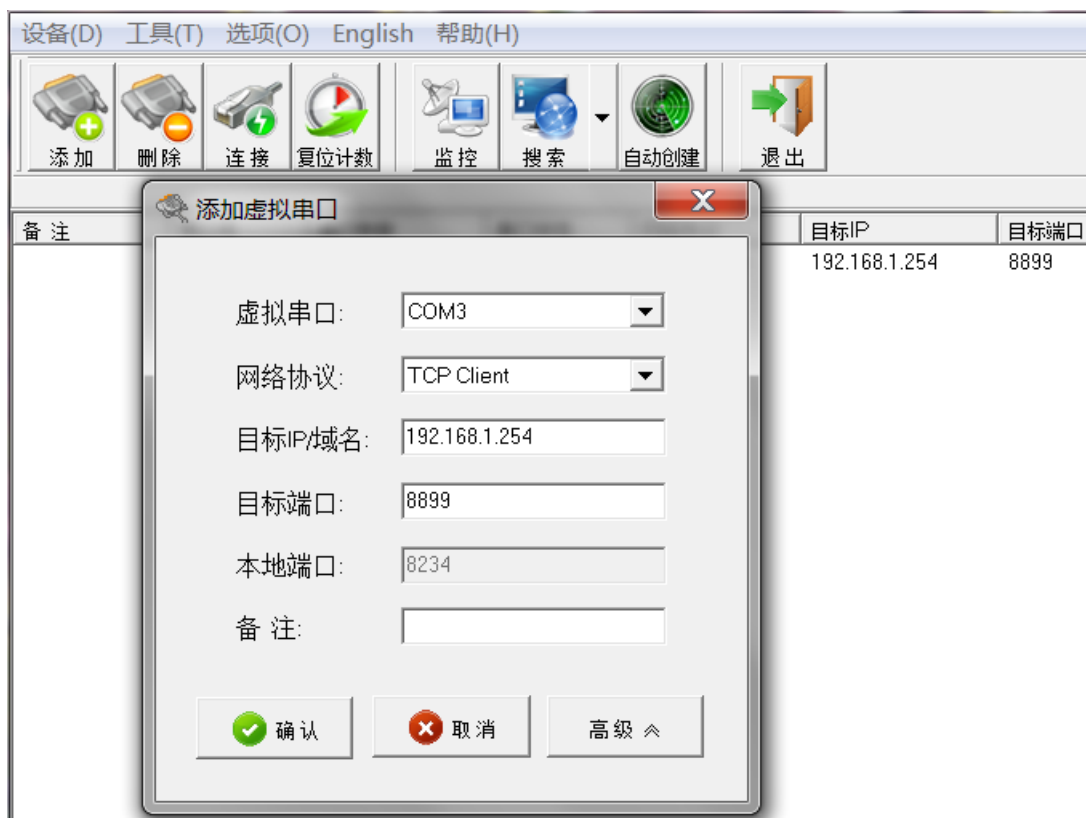 设备(D) 工具(T) 选项(O) English 帮助(H)
添加 删除 连接 复位计数 监控 搜索 自动创建 退出
添加虚拟串口
备注 目标IP 目标端口
192.168.1.254 8899
虚拟串口: COM3
网络协议: TCP Client
目标IP/域名: 192.168.1.254
目标端口: 8899
本地端口: 8234
备 注:
确认 取消 高级